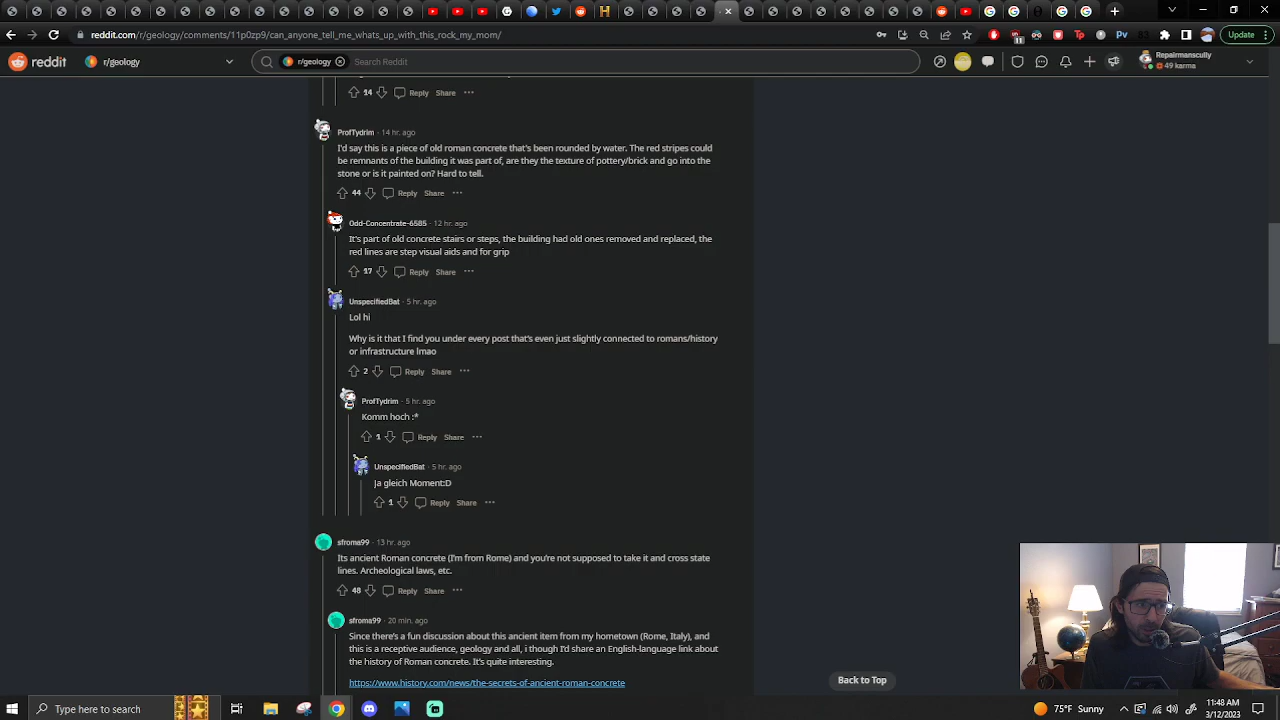 reddit.com/r/geology/comments/11p0zp9/can_anyone_tell_me_whats_up_with_this_rock_my_mom/
Update
reddit
r/geology
r/geology
Search Reddit
Repairmanscully
49 karma
14 Reply Share
ProfTydrim · 14 hr. ago
I'd say this is a piece of old roman concrete that's been rounded by water. The red stripes could
be remnants of the building it was part of, are they the texture of pottery/brick and go into the
stone or is it painted on? Hard to tell.
44 Reply Share
Odd-Concentrate-6585 · 12 hr. ago
It's part of old concrete stairs or steps, the building had old ones removed and replaced, the
red lines are step visual aids and for grip
17 Reply Share
UnspecifiedBat · 5 hr. ago
Lol hi
Why is it that I find you under every post that's even just slightly connected to romans/history
or infrastructure lmao
2 Reply Share
ProfTydrim · 5 hr. ago
Komm hoch :*
1 Reply Share
UnspecifiedBat · 5 hr. ago
Ja gleich Moment:D
1 Reply Share
sfroma99 · 13 hr. ago
Its ancient Roman concrete (I'm from Rome) and you're not supposed to take it and cross state
lines. Archeological laws, etc.
48 Reply Share
sfroma99 · 20 min. ago
Since there's a fun discussion about this ancient item from my hometown (Rome, Italy), and
this is a receptive audience, geology and all, i though I'd share an English-language link about
the history of Roman concrete. It's quite interesting.
https://www.history.com/news/the-secrets-of-ancient-roman-concrete
Back to Top
Type here to search
75°F Sunny
11:48 AM
3/12/2023